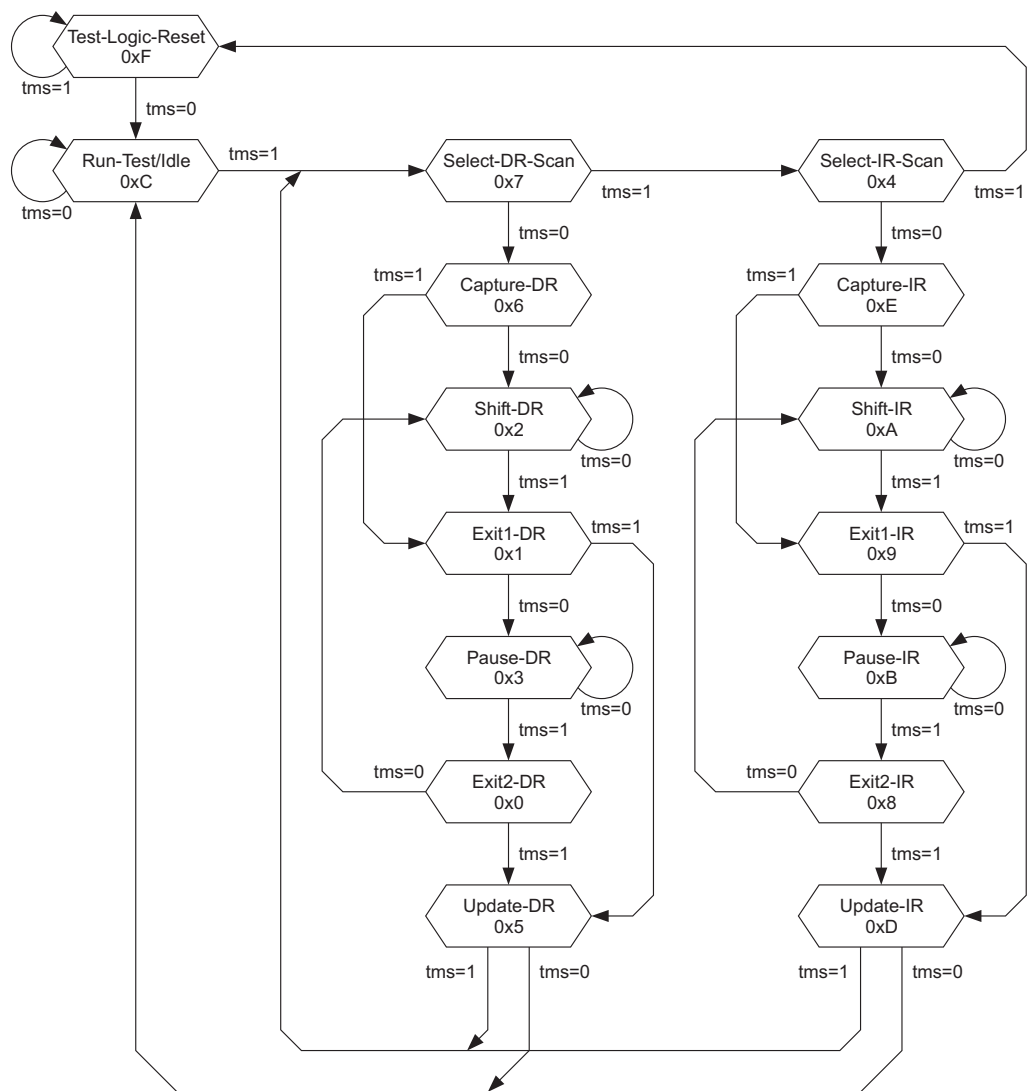 Test-Logic-Reset
0xF
tms=1
tms=0
Run-Test/Idle
0xC
tms=1
tms=0
Select-DR-Scan
0x7
tms=1
Select-IR-Scan
0x4
tms=1
tms=0
tms=0
tms=1
Capture-DR
0x6
tms=1
Capture-IR
0xE
tms=0
tms=0
Shift-DR
0x2
tms=0
Shift-IR
0xA
tms=0
tms=1
tms=1
Exit1-DR
0x1
tms=1
Exit1-IR
0x9
tms=1
tms=0
tms=0
Pause-DR
0x3
tms=0
Pause-IR
0xB
tms=0
tms=1
tms=1
tms=0
Exit2-DR
0x0
tms=0
Exit2-IR
0x8
tms=1
tms=1
Update-DR
0x5
Update-IR
0xD
tms=1
tms=0
tms=1
tms=0